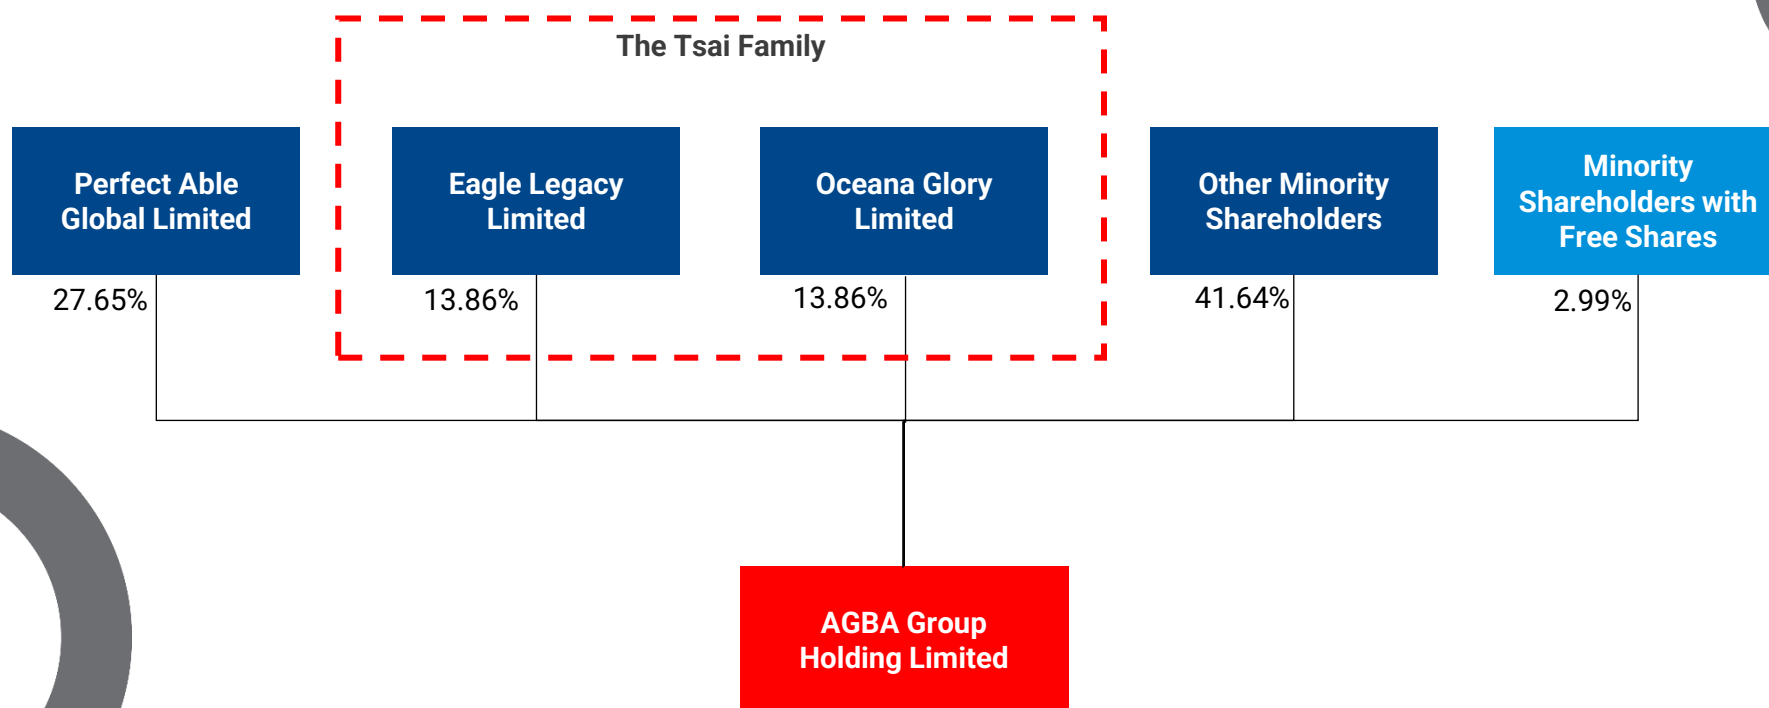 The Tsai Family
Perfect Able
Global Limited
Eagle Legacy
Limited
Oceana Glory
Limited
Other Minority
Shareholders
Minority
Shareholders with
Free Shares
27.65%
13.86%
13.86%
41.64%
2.99%
AGBA Group
Holding Limited